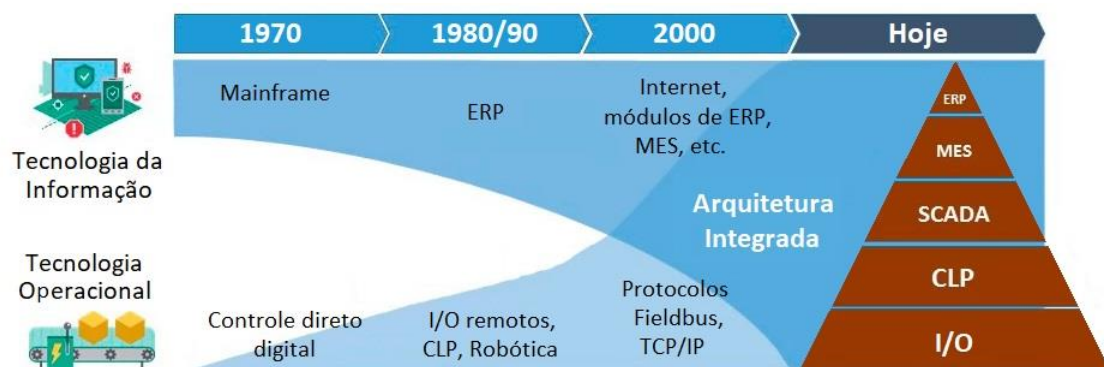 1970
1980/90
2000
Hoje
Tecnologia da
Informação
Mainframe
ERP
Internet,
módulos de ERP,
MES, etc.
Arquitetura
Integrada
Tecnologia
Operacional
Controle direto
digital
I/O remotos,
CLP, Robótica
Protocolos
Fieldbus,
TCP/IP
ERP
MES
SCADA
CLP
I/O